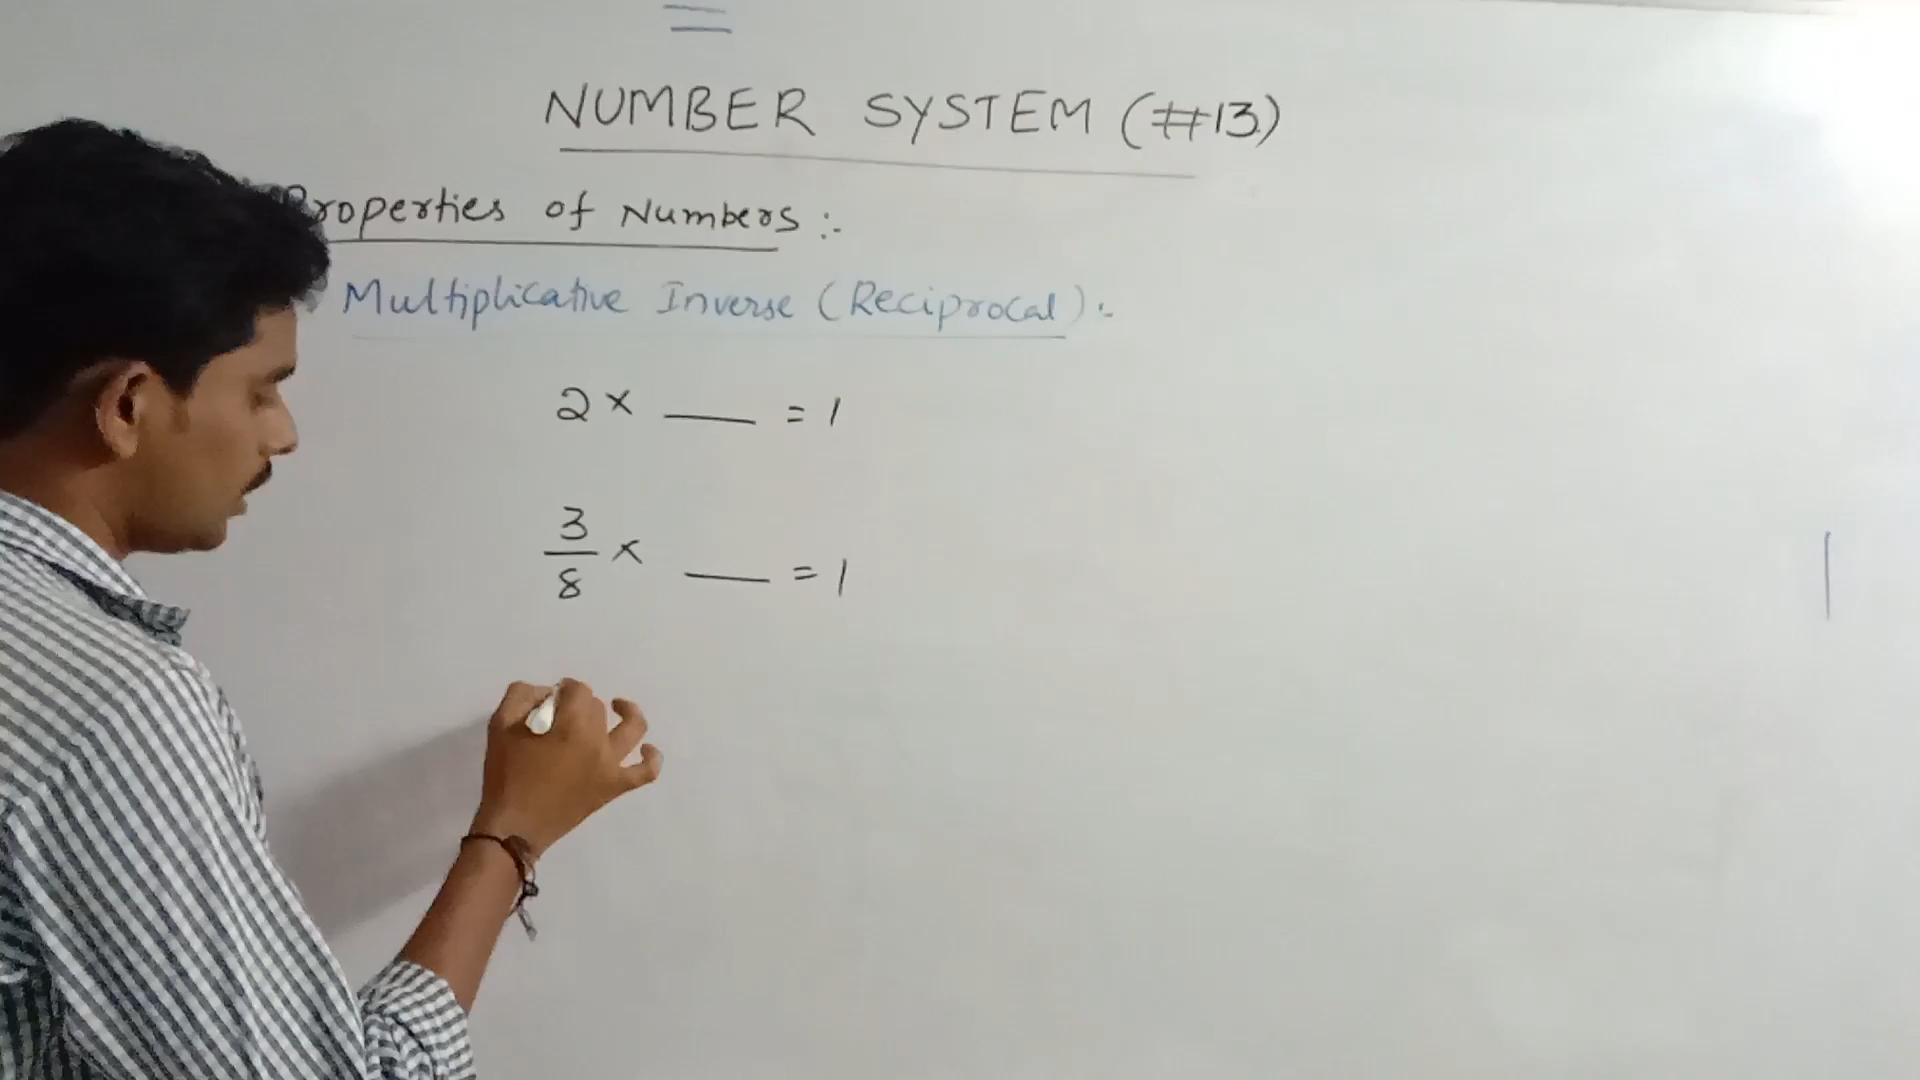 NUMBER SYSTEM (#13)
Properties of Numbers :-
Multiplicative Inverse (Reciprocal) :-
2 × ___ = 1
3/8 × ___ = 1